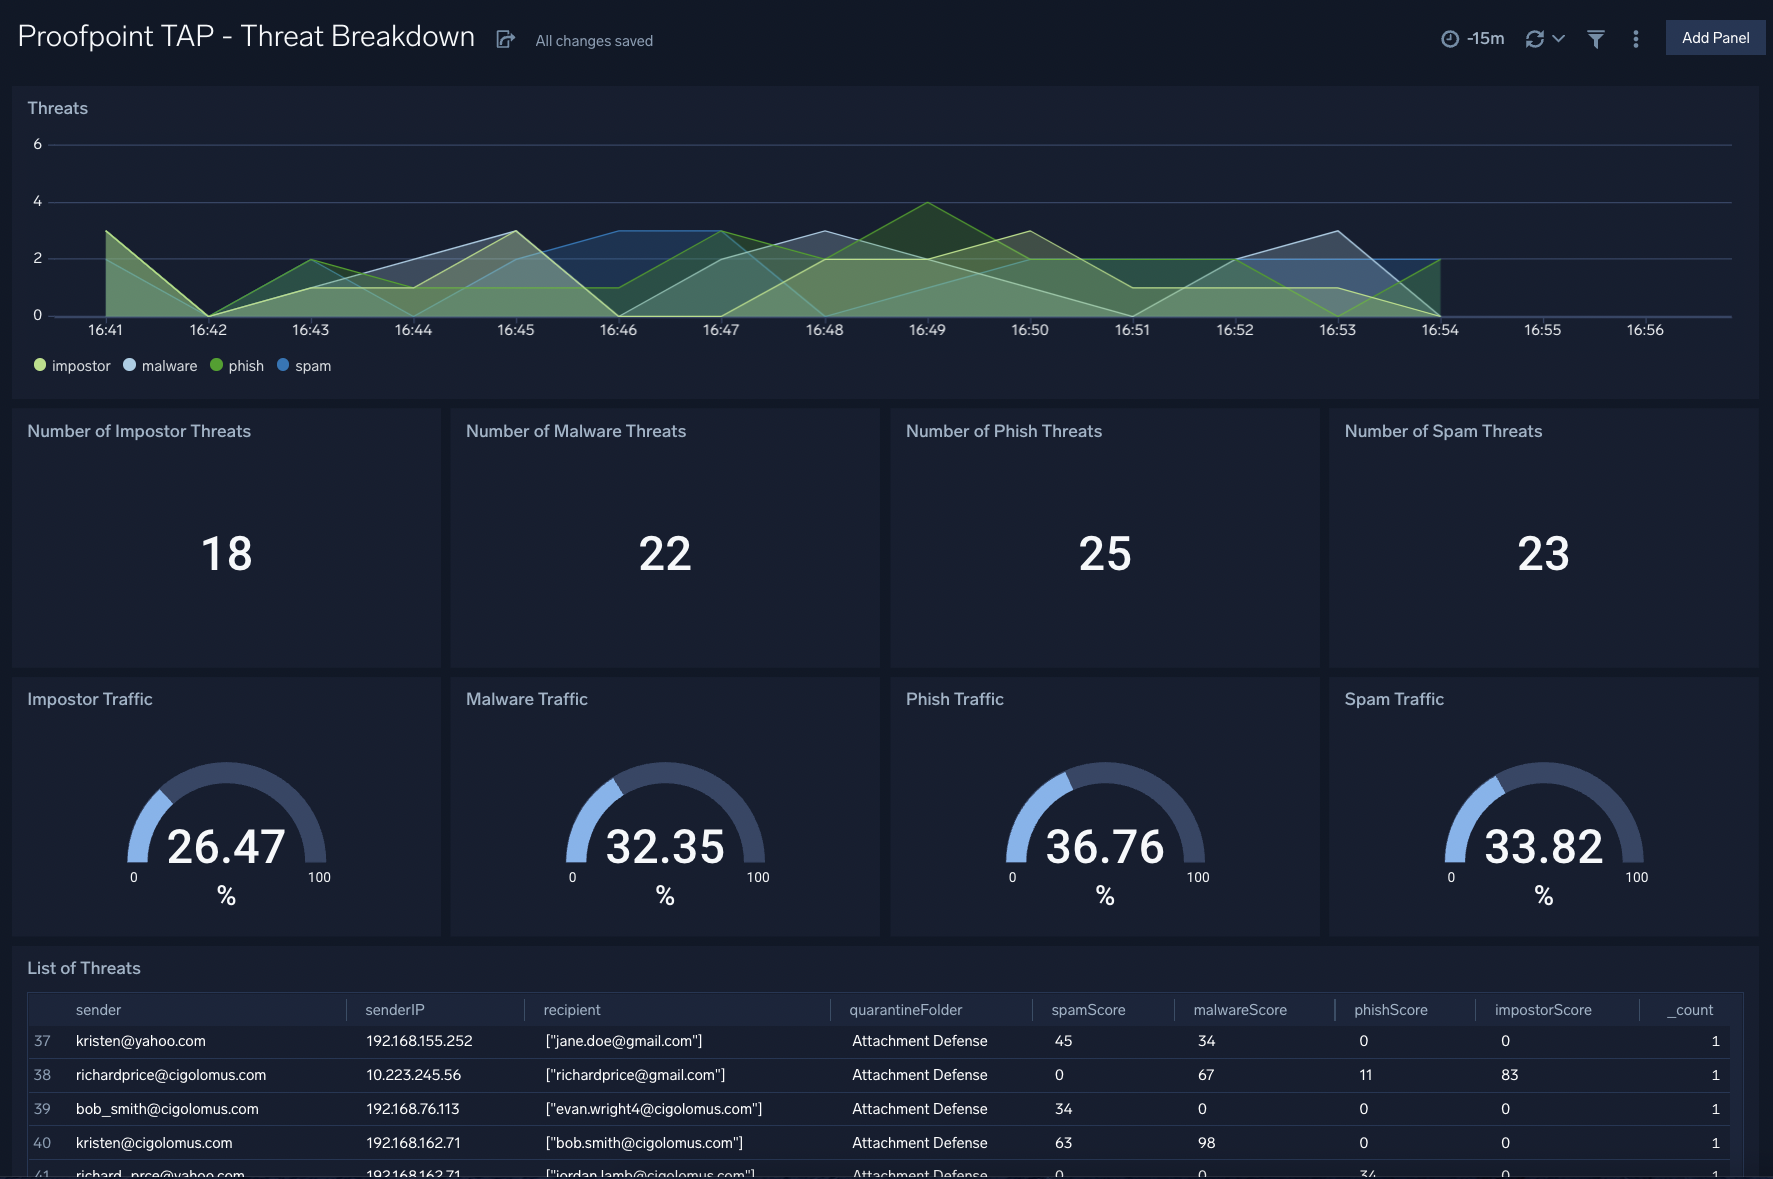 Proofpoint TAP - Threat Breakdown All changes saved -15m Add Panel
Threats
6
4
2
0
16:41 16:42 16:43 16:44 16:45 16:46 16:47 16:48 16:49 16:50 16:51 16:52 16:53 16:54 16:55 16:56
impostor malware phish spam
Number of Impostor Threats Number of Malware Threats Number of Phish Threats Number of Spam Threats
18 22 25 23
Impostor Traffic Malware Traffic Phish Traffic Spam Traffic
26.47 32.35 36.76 33.82
0 100 0 100 0 100 0 100
% % % %
List of Threats
sender senderIP recipient quarantineFolder spamScore malwareScore phishScore impostorScore _count
37 kristen@yahoo.com 192.168.155.252 ["jane.doe@gmail.com"] Attachment Defense 45 34 0 0 1
38 richardprice@cigolomus.com 10.223.245.56 ["richardprice@gmail.com"] Attachment Defense 0 67 11 83 1
39 bob_smith@cigolomus.com 192.168.76.113 ["evan.wright4@cigolomus.com"] Attachment Defense 34 0 0 0 1
40 kristen@cigolomus.com 192.168.162.71 ["bob.smith@cigolomus.com"] Attachment Defense 63 98 0 0 1
41 richard_prce@yahoo.com 192.168.162.71 ["jordan.lamb@cigolomus.com"] Attachment Defense 0 0 34 0 1